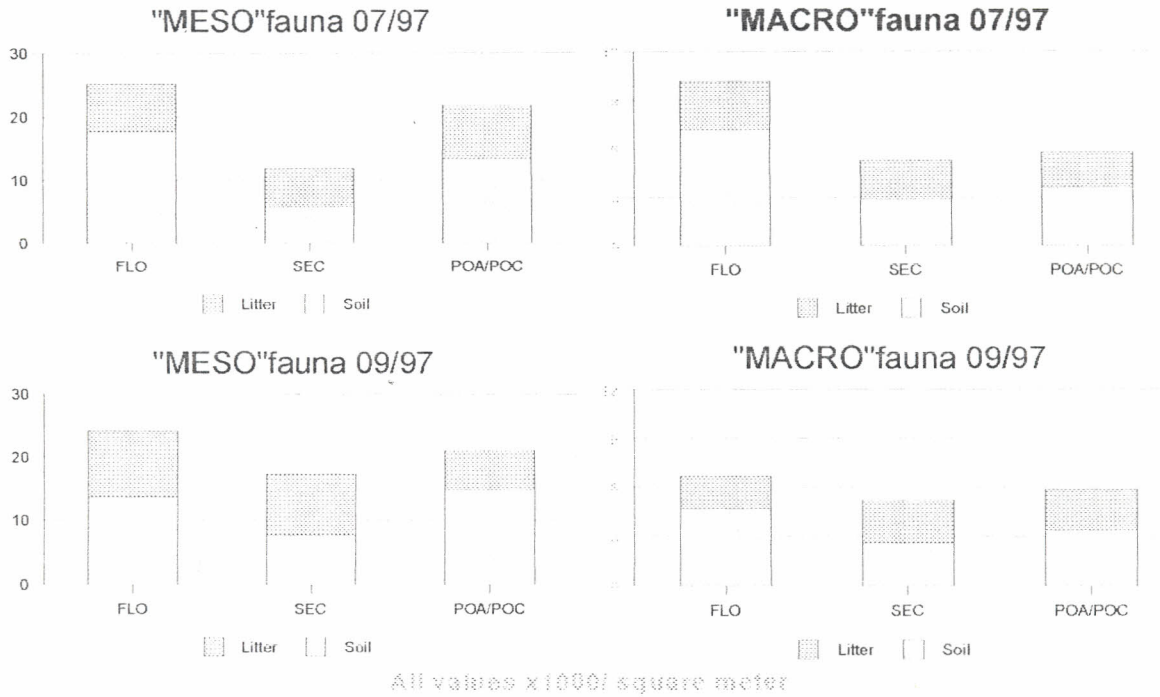 "MESO"fauna 07/97
30
20
10
0
FLO SEC POA/POC
Litter Soil
"MACRO"fauna 07/97
FLO SEC POA/POC
Litter Soil
"MESO"fauna 09/97
30
20
10
0
FLO SEC POA/POC
Litter Soil
"MACRO"fauna 09/97
FLO SEC POA/POC
Litter Soil
All values x1000/ square meter